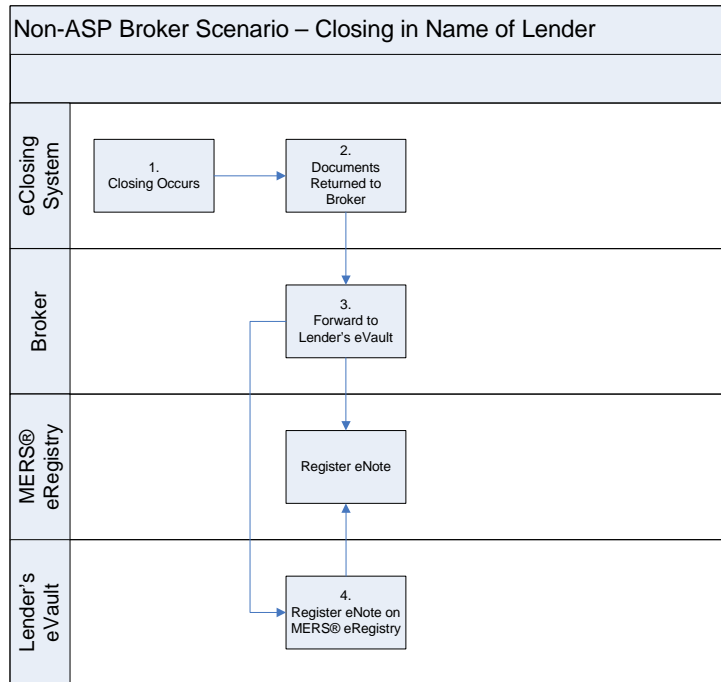 Non-ASP Broker Scenario – Closing in Name of Lender
eClosing
System
1.
Closing Occurs
2.
Documents
Returned to
Broker
Broker
3.
Forward to
Lender's eVault
MERS®
eRegistry
Register eNote
Lender's
eVault
4.
Register eNote on
MERS® eRegistry